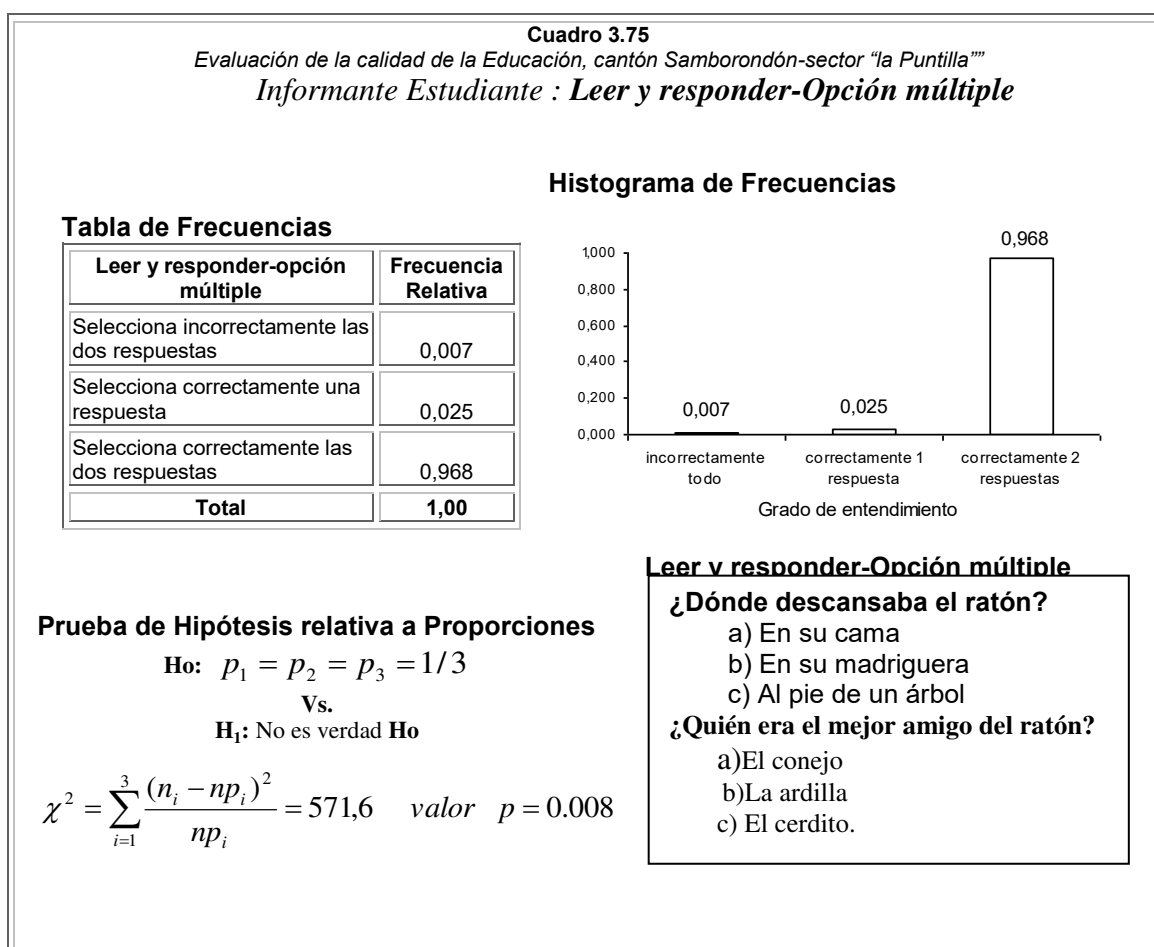 Cuadro 3.75
Evaluación de la calidad de la Educación, cantón Samborondón-sector “la Puntilla””
Informante Estudiante : Leer y responder-Opción múltiple
Tabla de Frecuencias
Leer y responder-opción múltiple Frecuencia Relativa
Selecciona incorrectamente las dos respuestas 0,007
Selecciona correctamente una respuesta 0,025
Selecciona correctamente las dos respuestas 0,968
Total 1,00
Histograma de Frecuencias
1,000
0,800
0,600
0,400
0,200
0,000
0,007
0,025
0,968
incorrectamente todo
correctamente 1 respuesta
correctamente 2 respuestas
Grado de entendimiento
Prueba de Hipótesis relativa a Proporciones
Ho: p₁ = p₂ = p₃ = 1/3
Vs.
H₁: No es verdad Ho
χ² = ∑_{i=1}^{3} (n_i − np_i)² / np_i = 571,6 valor p = 0.008
Leer y responder-Opción múltiple
¿Dónde descansaba el ratón?
a) En su cama
b) En su madriguera
c) Al pie de un árbol
¿Quién era el mejor amigo del ratón?
a)El conejo
b)La ardilla
c) El cerdito.